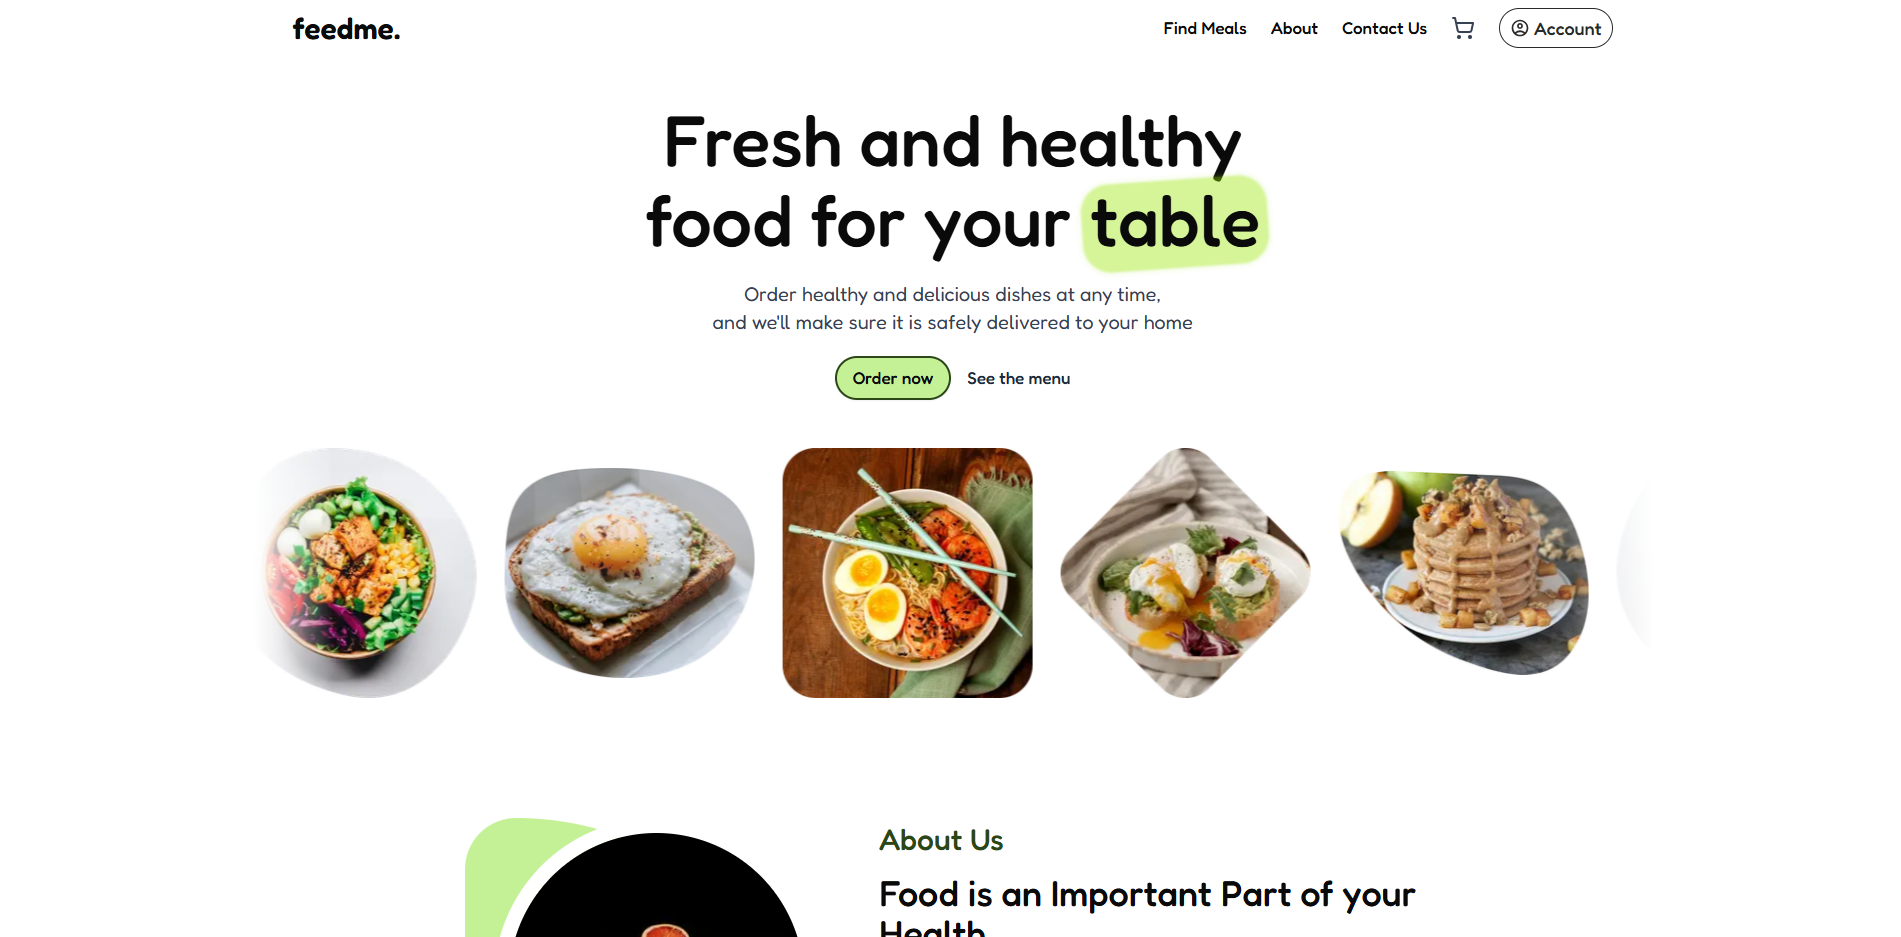 feedme.
Find Meals
About
Contact Us
Account
Fresh and healthy
food for your table
Order healthy and delicious dishes at any time,
and we'll make sure it is safely delivered to your home
Order now
See the menu
About Us
Food is an Important Part of your
Health